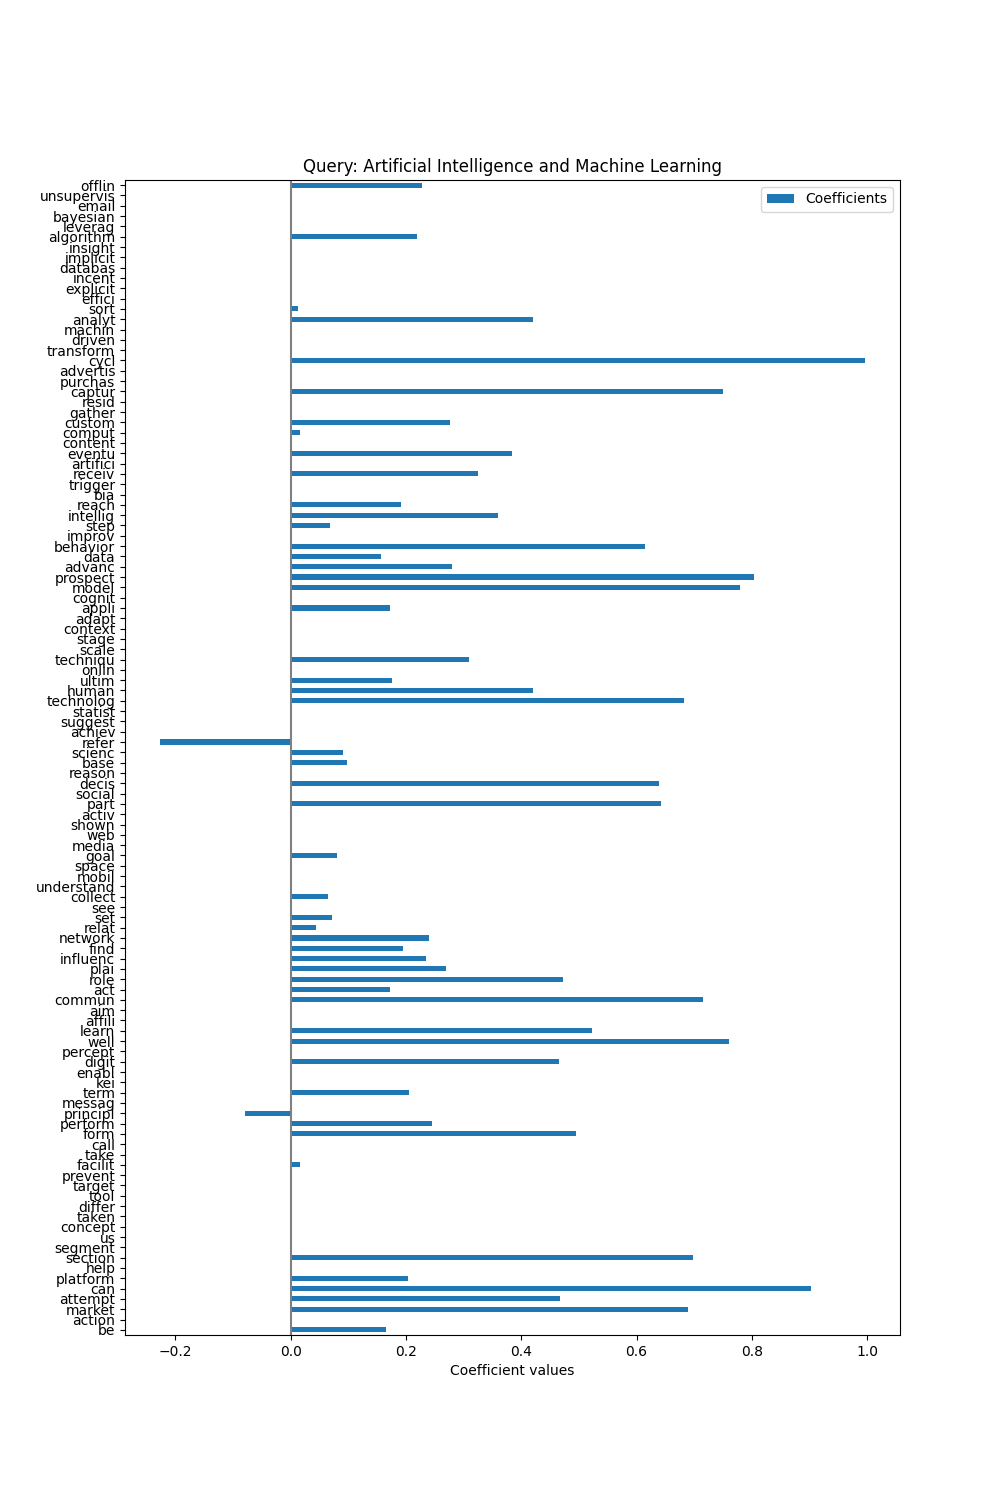 Query: Artificial Intelligence and Machine Learning
Coefficients
offlin
unsupervis
email
bayesian
leverag
algorithm
insight
implicit
databas
incent
explicit
effici
sort
analyt
machin
driven
transform
cycl
advertis
purchas
captur
resid
gather
custom
comput
content
eventu
artifici
receiv
trigger
bia
reach
intellig
step
improv
behavior
data
advanc
prospect
model
cognit
appli
adapt
context
stage
scale
techniqu
onlin
ultim
human
technolog
statist
suggest
achiev
refer
scienc
base
reason
decis
social
part
activ
shown
web
media
goal
space
mobil
understand
collect
see
set
relat
network
find
influenc
plai
role
act
commun
aim
affili
learn
well
percept
digit
enabl
kei
term
messag
principl
perform
form
call
take
facilit
prevent
target
tool
differ
taken
concept
us
segment
section
help
platform
can
attempt
market
action
be
−0.2 0.0 0.2 0.4 0.6 0.8 1.0
Coefficient values